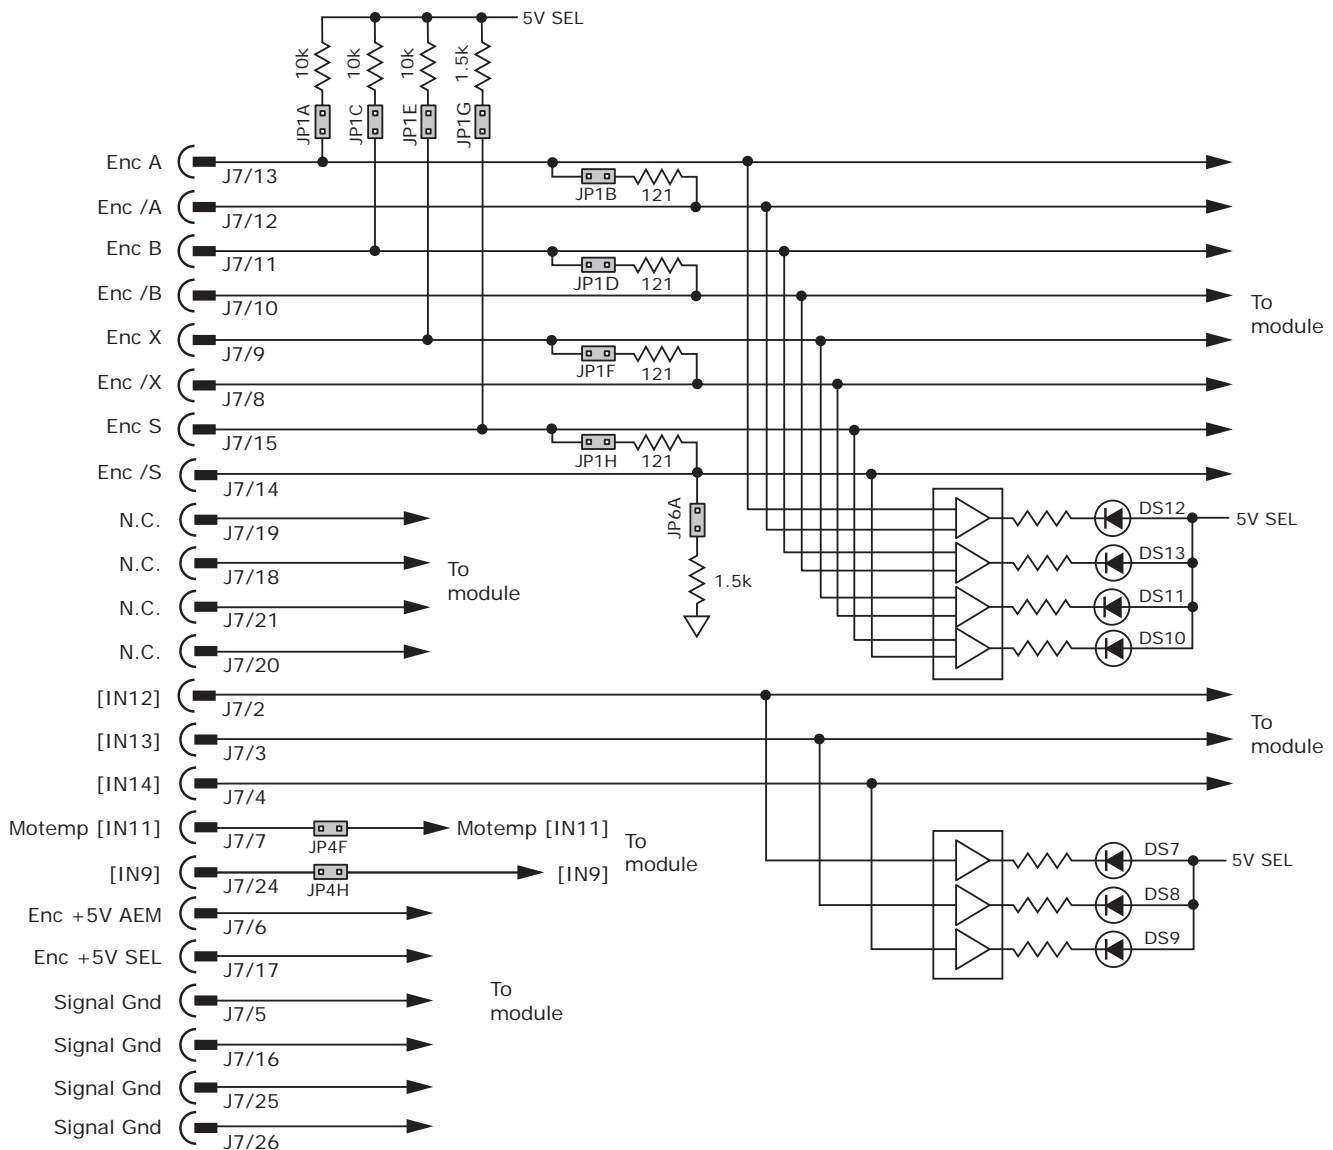 5V SEL
10k
10k
10k
1.5k
JP1A
JP1C
JP1E
JP1G
Enc A
J7/13
JP1B
121
Enc /A
J7/12
Enc B
J7/11
JP1D
121
Enc /B
J7/10
To
module
Enc X
J7/9
JP1F
121
Enc /X
J7/8
Enc S
J7/15
JP1H
121
Enc /S
J7/14
JP6A
1.5k
N.C.
J7/19
N.C.
J7/18
To
module
N.C.
J7/21
N.C.
J7/20
DS12
5V SEL
DS13
DS11
DS10
[IN12]
J7/2
[IN13]
J7/3
To
module
[IN14]
J7/4
Motemp [IN11]
J7/7
JP4F
Motemp [IN11]
To
module
[IN9]
J7/24
JP4H
[IN9]
DS7
5V SEL
DS8
DS9
Enc +5V AEM
J7/6
Enc +5V SEL
J7/17
Signal Gnd
J7/5
To
module
Signal Gnd
J7/16
Signal Gnd
J7/25
Signal Gnd
J7/26